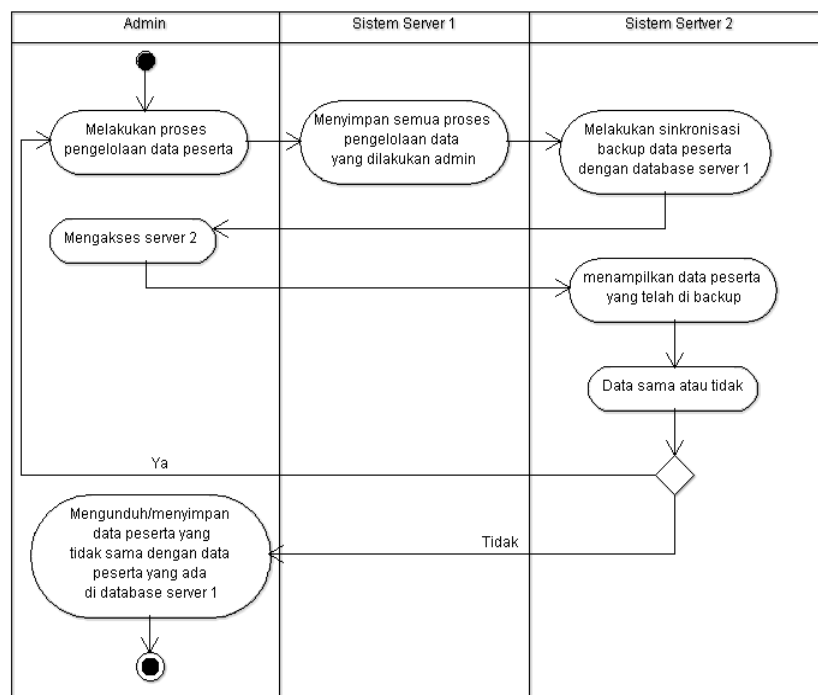 Admin
Sistem Server 1
Sistem Sertver 2
Melakukan proses
pengelolaan data peserta
Menyimpan semua proses
pengelolaan data
yang dilakukan admin
Melakukan sinkronisasi
backup data peserta
dengan database server 1
Mengakses server 2
menampilkan data peserta
yang telah di backup
Data sama atau tidak
Ya
Mengunduh/menyimpan
data peserta yang
tidak sama dengan data
peserta yang ada
di database server 1
Tidak